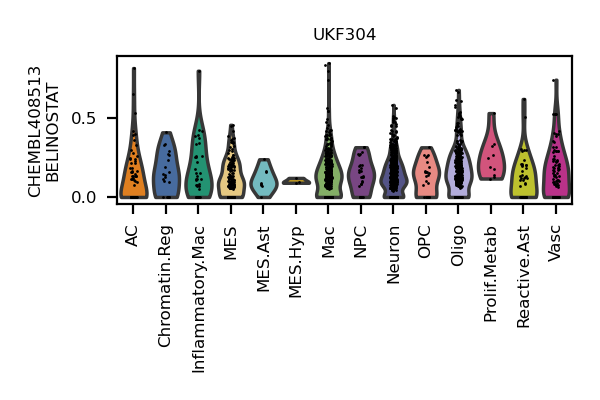 UKF304
CHEMBL408513
BELINOSTAT
0.5
0.0
AC
Chromatin.Reg
Inflammatory.Mac
MES
MES.Ast
MES.Hyp
Mac
NPC
Neuron
OPC
Oligo
Prolif.Metab
Reactive.Ast
Vasc